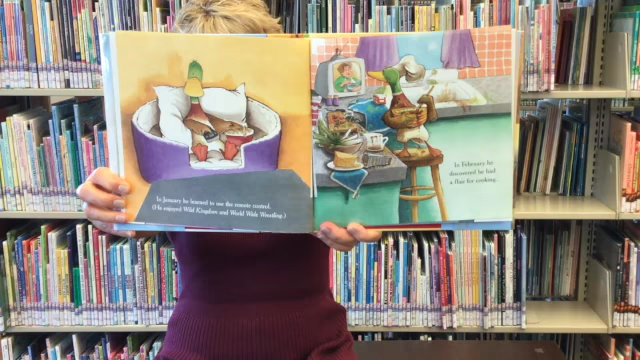 In January he learned to use the remote control.
(He enjoyed Wild Kingdom and World Wide Wrestling.)
In February he
discovered he had
a flair for cooking.